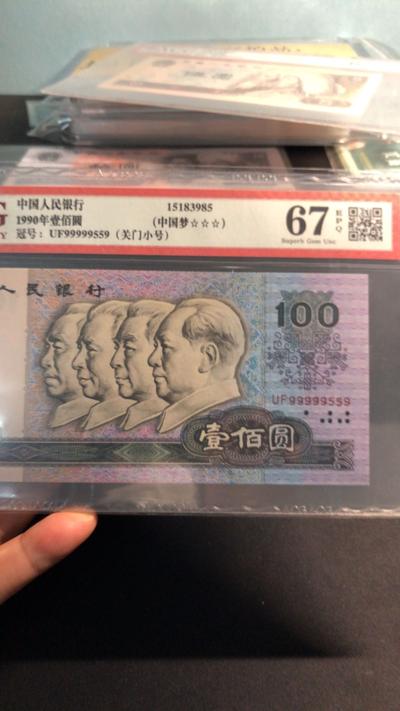 中国人民银行 15183985
1990年壹佰圆 (中国梦☆☆☆)
冠号: UF99999559 (关门小号)
67 EPQ
Superb Gem Unc
人民银行
100
UF99999559
壹佰圆